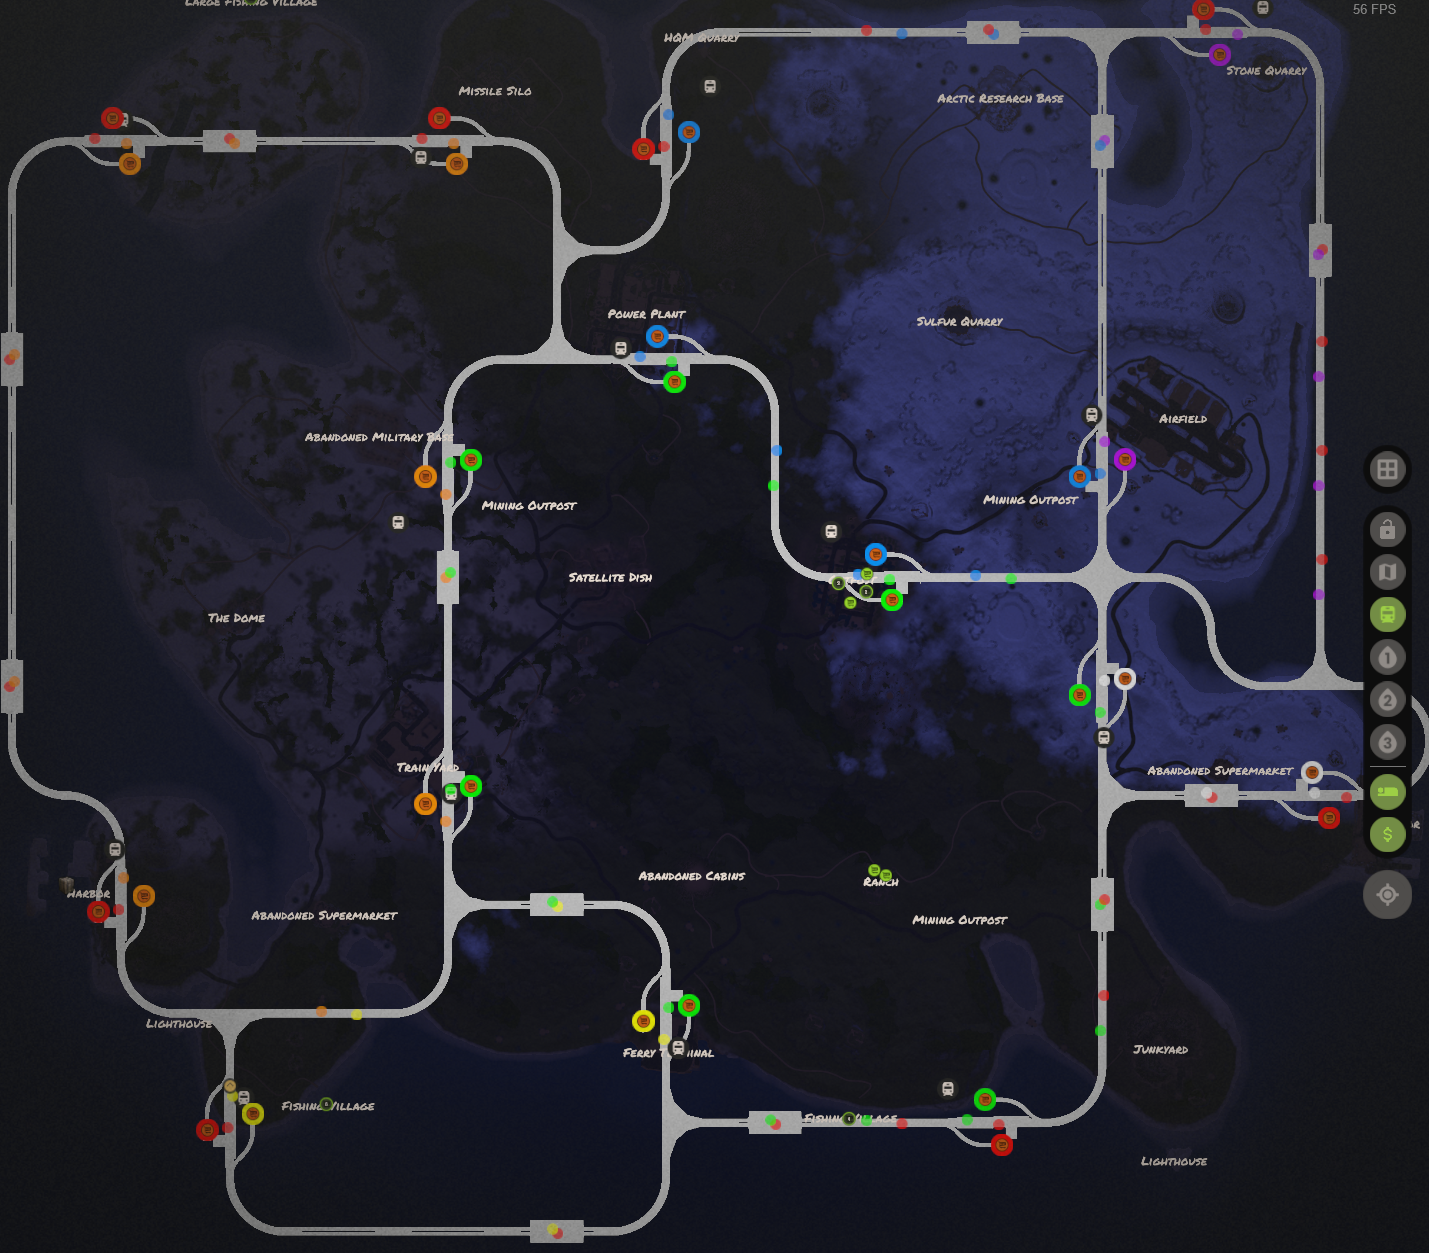 LARGE FISHING VILLAGE
56 FPS
HQM QUARRY
STONE QUARRY
MISSILE SILO
ARCTIC RESEARCH BASE
POWER PLANT
SULFUR QUARRY
AIRFIELD
ABANDONED MILITARY BASE
MINING OUTPOST
MINING OUTPOST
SATELLITE DISH
THE DOME
1
2
3
$
TRAIN YARD
ABANDONED SUPERMARKET
ABANDONED CABINS
RANCH
HARBOR
ABANDONED SUPERMARKET
MINING OUTPOST
LIGHTHOUSE
FERRY TERMINAL
JUNKYARD
FISHING VILLAGE
FISHING VILLAGE
LIGHTHOUSE